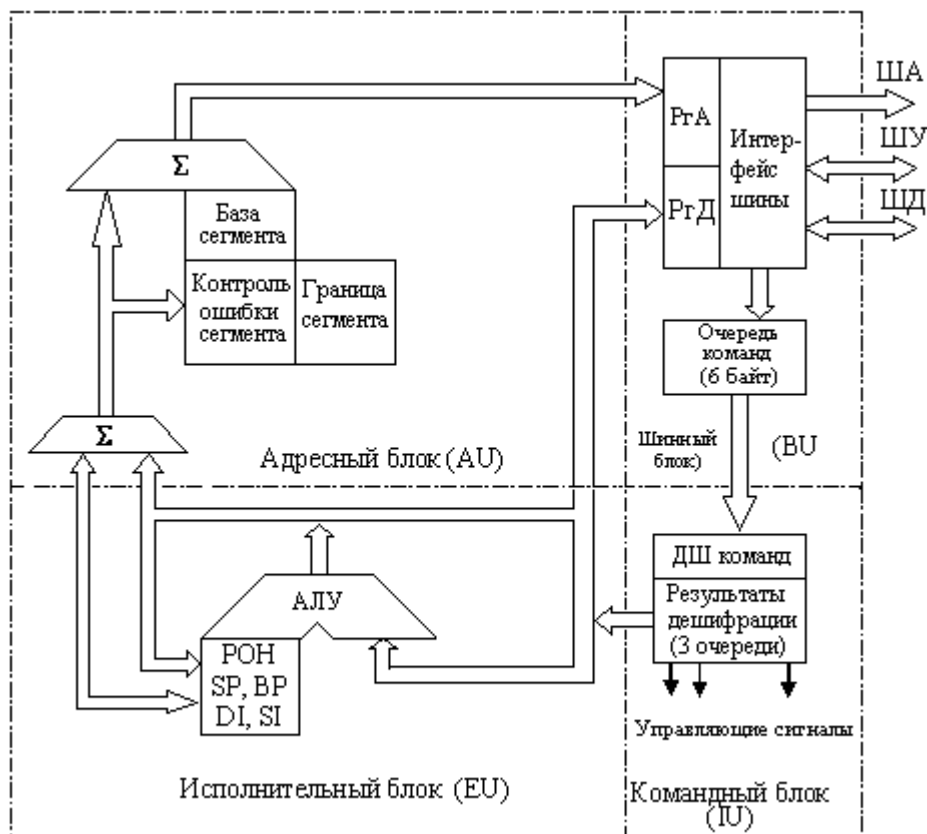 ША
ШУ
ШД
РгА
РгД
Интер-
фейс
шины
Σ
База
сегмента
Контроль
ошибки
сегмента
Граница
сегмента
Очередь
команд
(6 байт)
Σ
Адресный блок (AU)
Шинный
блок)
(BU
ДШ команд
Результаты
дешифрации
(3 очереди)
АЛУ
РОН
SP, BP
DI, SI
Управляющие сигналы
Исполнительный блок (EU)
Командный блок
(IU)